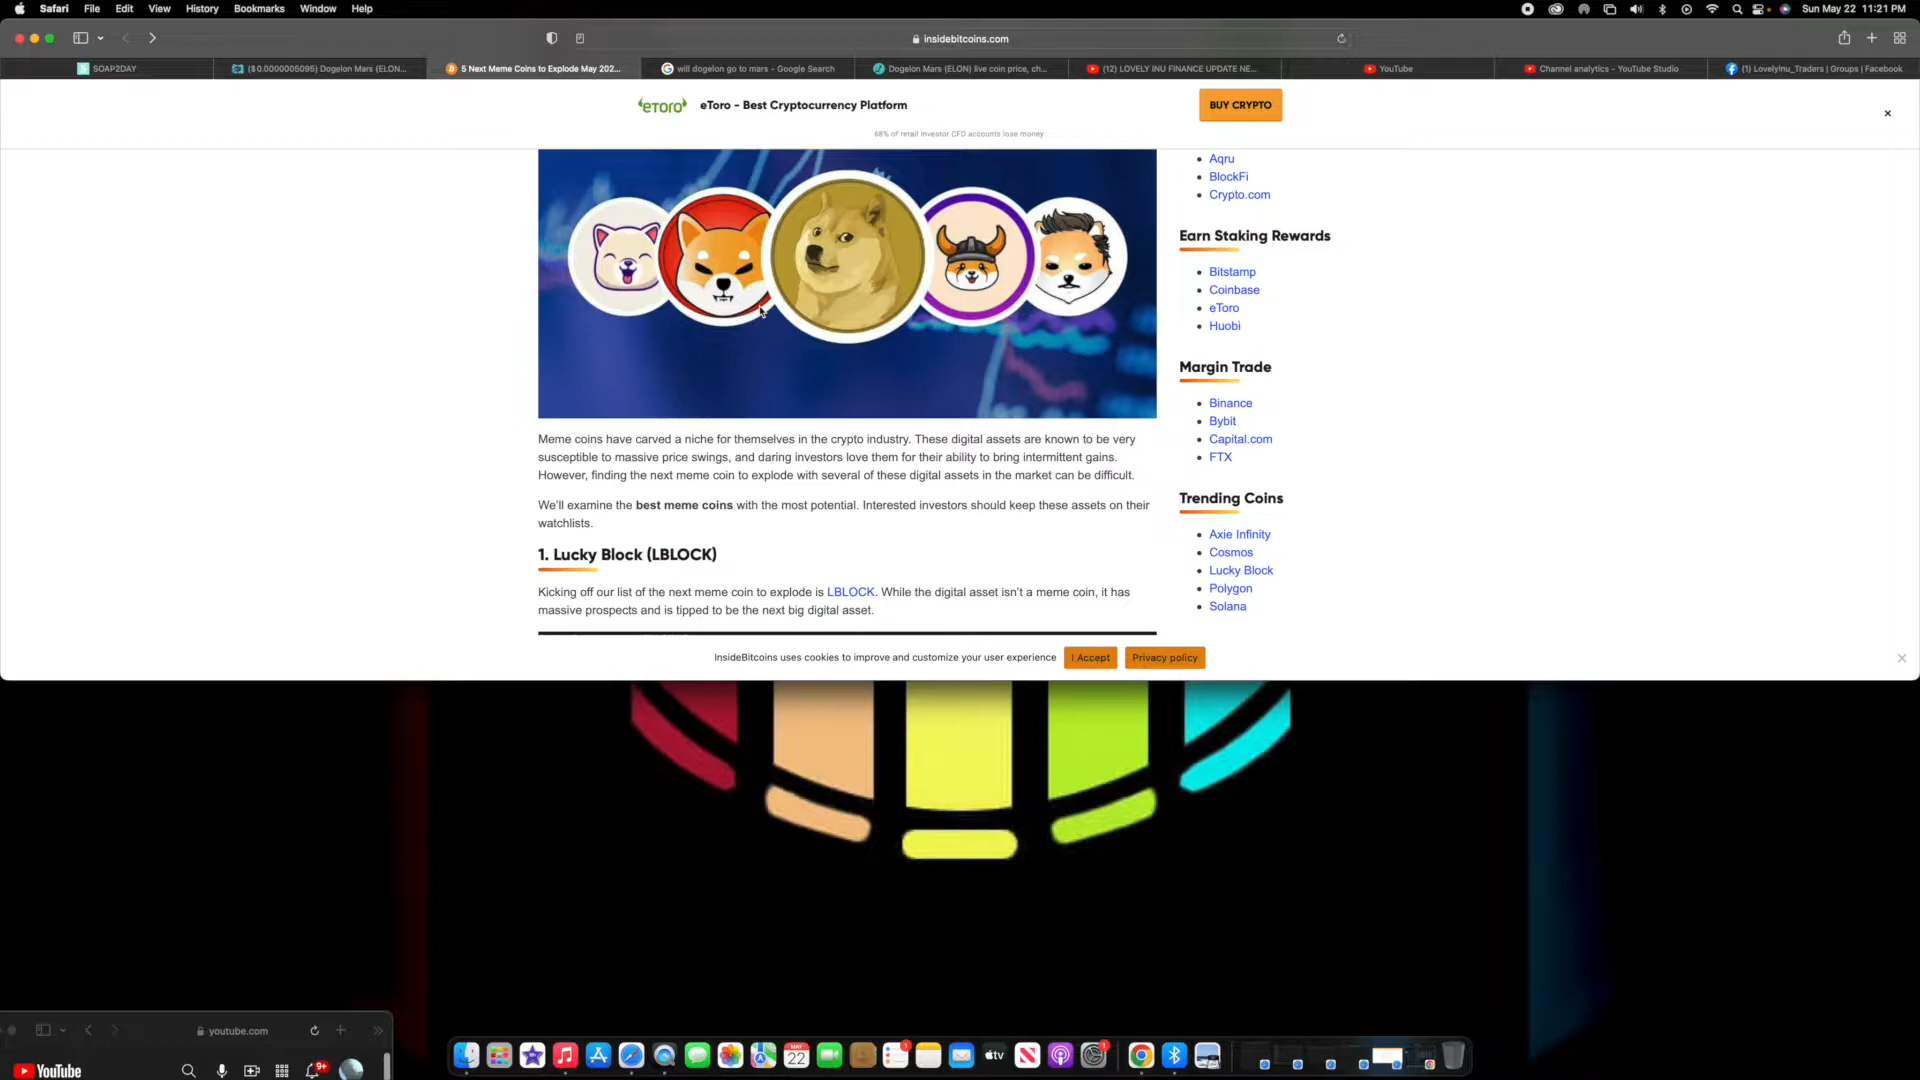 Safari File Edit View History Bookmarks Window Help
Sun May 22 11:21 PM
insidebitcoins.com
SOAP2DAY
($0.0000005095) Dogelon Mars (ELON...
5 Next Meme Coins to Explode May 202...
will dogelon go to mars - Google Search
Dogelon Mars (ELON) live coin price, ch...
(12) LOVELY INU FINANCE UPDATE NE...
YouTube
Channel analytics - YouTube Studio
(1) LovelyInu_Traders | Groups | Facebook
eToro eToro - Best Cryptocurrency Platform
BUY CRYPTO
68% of retail investor CFD accounts lose money
Aqru
BlockFi
Crypto.com
Earn Staking Rewards
Bitstamp
Coinbase
eToro
Huobi
Margin Trade
Binance
Bybit
Capital.com
FTX
Trending Coins
Axie Infinity
Cosmos
Lucky Block
Polygon
Solana
Meme coins have carved a niche for themselves in the crypto industry. These digital assets are known to be very
susceptible to massive price swings, and daring investors love them for their ability to bring intermittent gains.
However, finding the next meme coin to explode with several of these digital assets in the market can be difficult.
We'll examine the best meme coins with the most potential. Interested investors should keep these assets on their
watchlists.
1. Lucky Block (LBLOCK)
Kicking off our list of the next meme coin to explode is LBLOCK. While the digital asset isn't a meme coin, it has
massive prospects and is tipped to be the next big digital asset.
InsideBitcoins uses cookies to improve and customize your user experience
I Accept
Privacy policy
youtube.com
YouTube
9+
MAY
22
1
tv
1